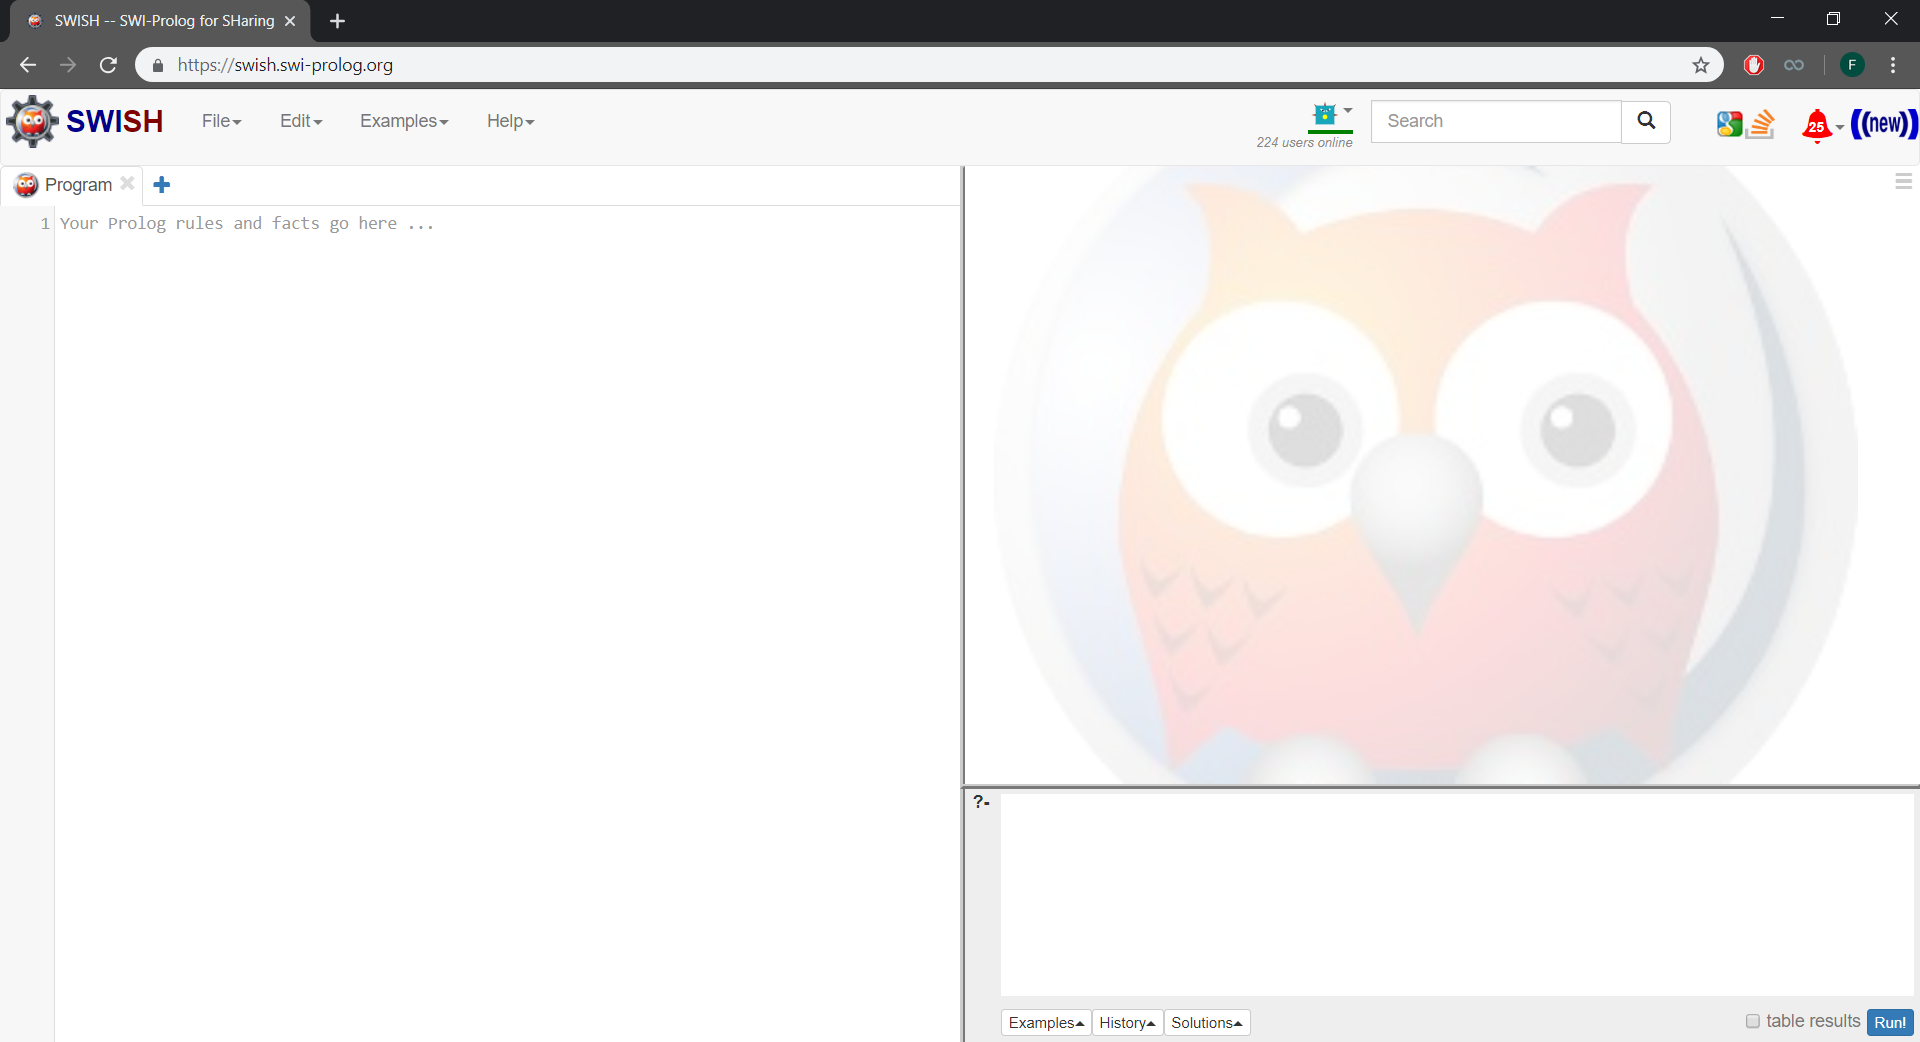 SWISH -- SWI-Prolog for SHaring
https://swish.swi-prolog.org
F
SWISH File Edit Examples Help
224 users online
Search
25
((new))
Program
1 Your Prolog rules and facts go here ...
?-
Examples History Solutions
table results Run!